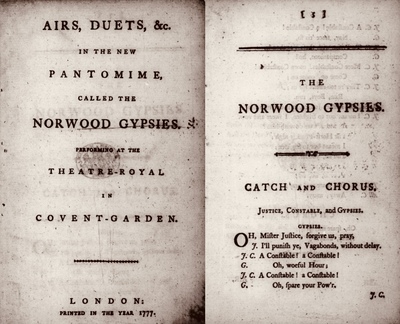 AIRS, DUETS, &c.
IN THE NEW
PANTOMIME,
CALLED THE
NORWOOD GYPSIES.
PERFORMING AT THE
THEATRE-ROYAL
IN
COVENT-GARDEN.
LONDON:
PRINTED IN THE YEAR 1777.
[ 3 ]
THE
NORWOOD GYPSIES.
CATCH AND CHORUS.
JUSTICE, CONSTABLE, and GYPSIES.
GYPSIES.
OH, Mister Justice, forgive us, pray,
J. I'll punish ye, Vagabonds, without delay.
J. C. A Constable! a Constable!
G. Oh, woeful Hour;
J. C. A Constable! a Constable!
G. Oh, spare your Pow'r.
J. C.